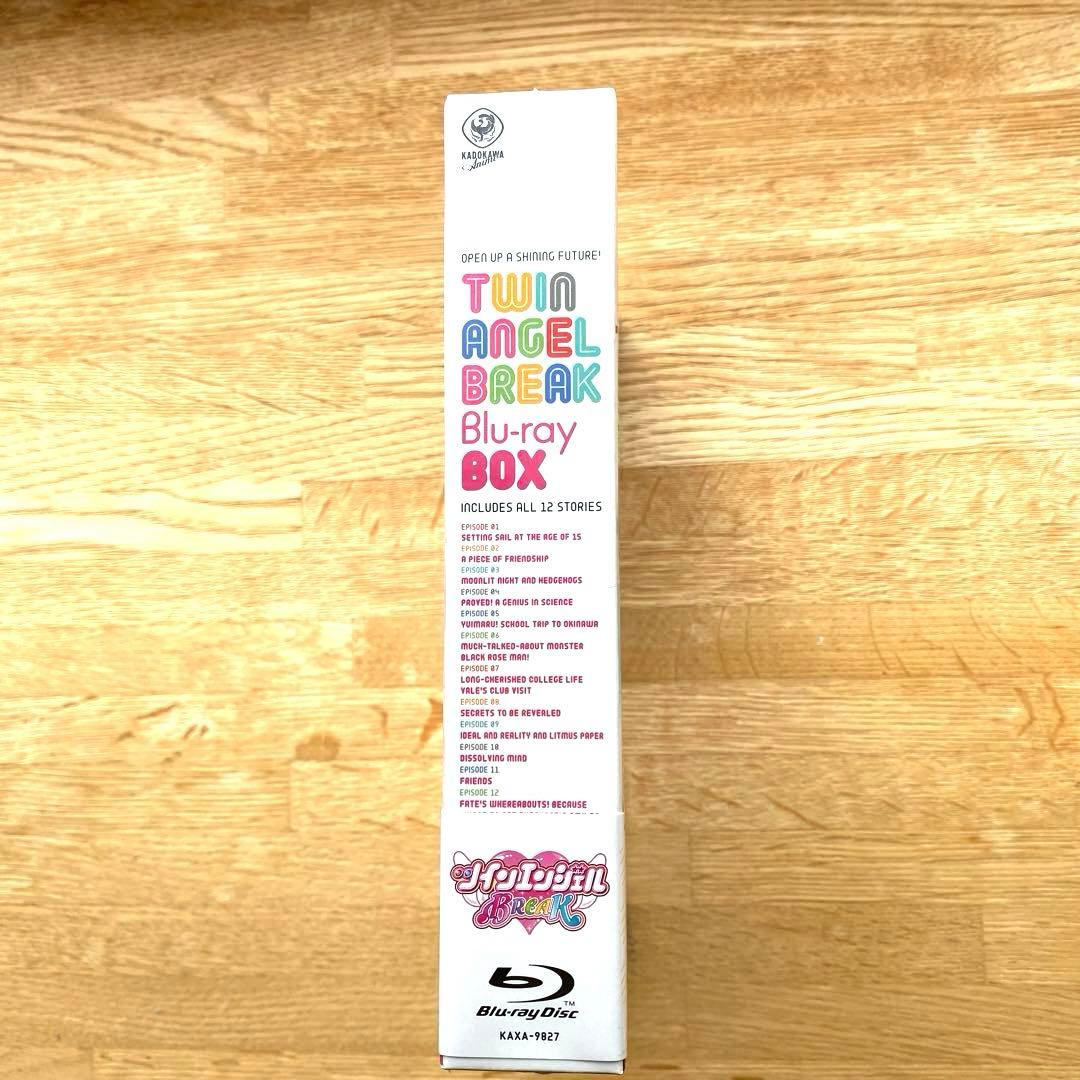 KADOKAWA
Anime
OPEN UP A SHINING FUTURE!
TWIN
ANGEL
BREAK
Blu-ray
BOX
INCLUDES ALL 12 STORIES
EPISODE 01
SETTING SAIL AT THE AGE OF 15
EPISODE 02
A PIECE OF FRIENDSHIP
EPISODE 03
MOONLIT NIGHT AND HEDGEHOGS
EPISODE 04
PROVED! A GENIUS IN SCIENCE
EPISODE 05
YUIMARU! SCHOOL TRIP TO OKINAWA
EPISODE 06
MUCH-TALKED-ABOUT MONSTER
BLACK ROSE MAN!
EPISODE 07
LONG-CHERISHED COLLEGE LIFE
VALE'S CLUB VISIT
EPISODE 08
SECRETS TO BE REVEALED
EPISODE 09
IDEAL AND REALITY AND LITMUS PAPER
EPISODE 10
DISSOLVING MIND
EPISODE 11
FRIENDS
EPISODE 12
FATE'S WHEREABOUTS! BECAUSE
ツインエンジェル
BREAK
Blu-ray Disc
TM
KAXA-9827